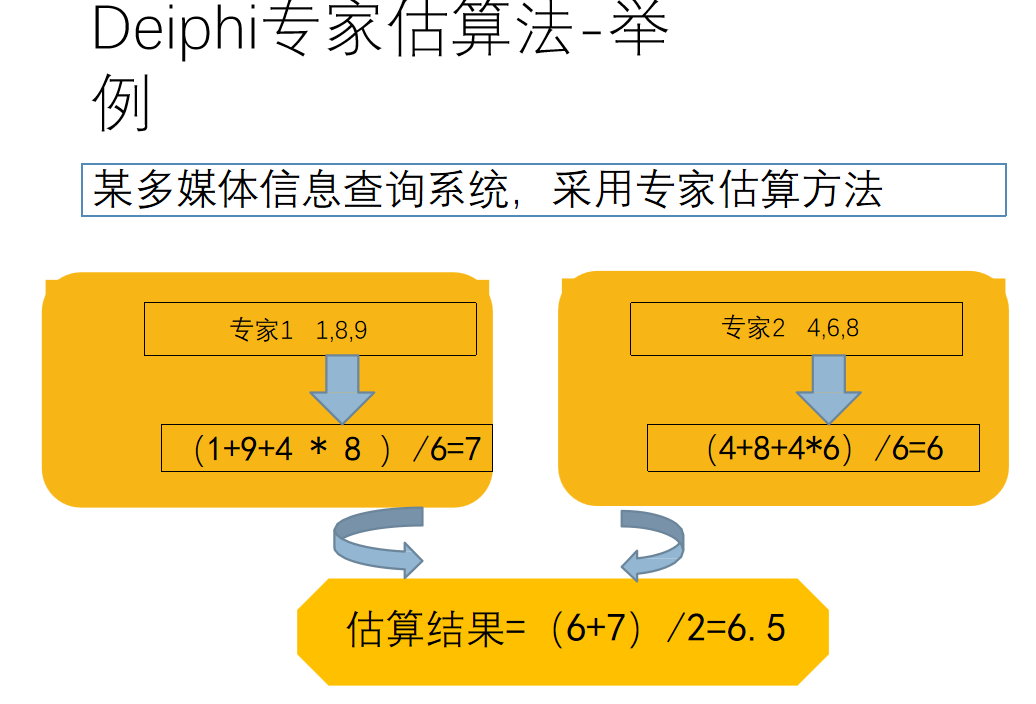 Deiphi专家估算法-举
例
某多媒体信息查询系统，采用专家估算方法
专家1 1,8,9
专家2 4,6,8
（1+9+4 * 8 ）/6=7
（4+8+4*6）/6=6
估算结果=（6+7）/2=6.5